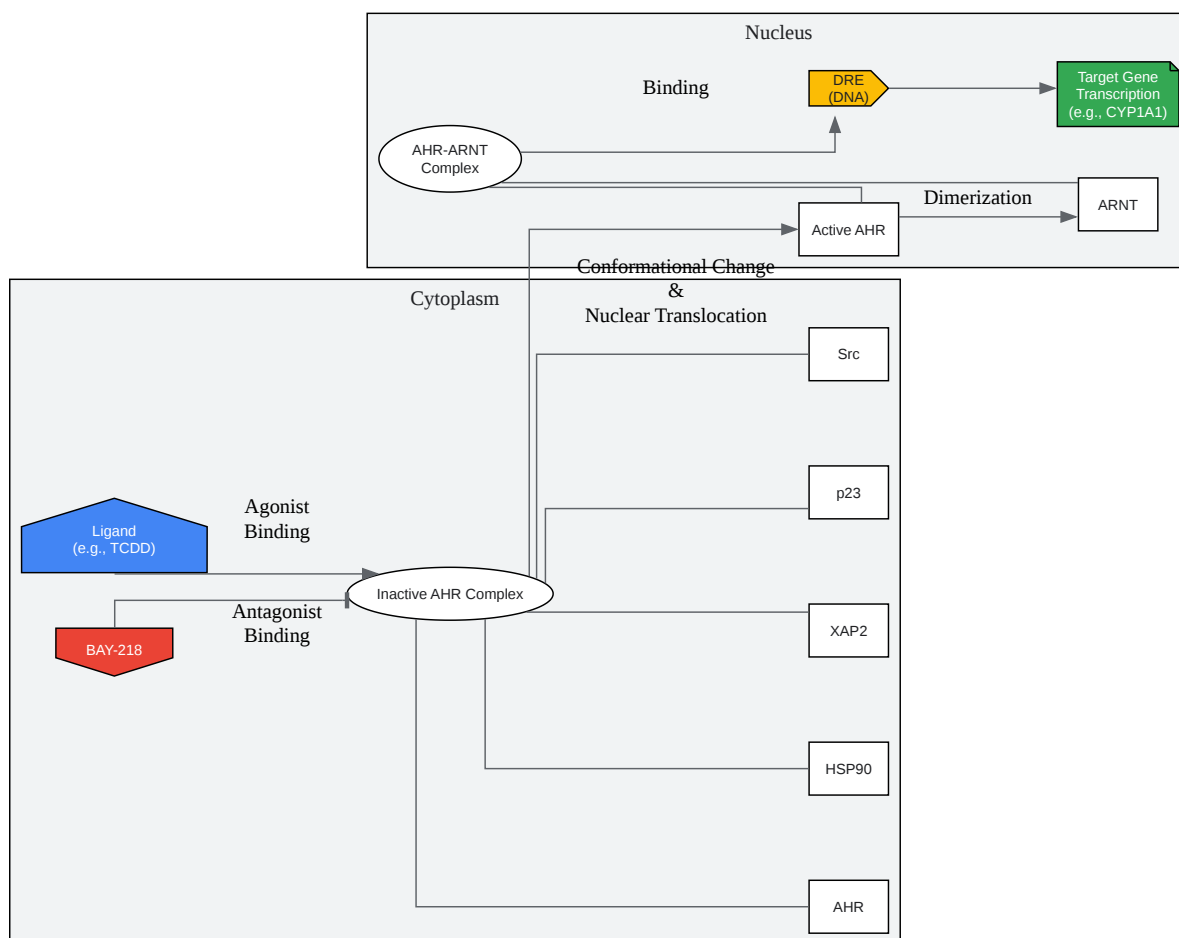 Nucleus
Binding
DRE
(DNA)
Target Gene
Transcription
(e.g., CYP1A1)
AHR-ARNT
Complex
Dimerization
ARNT
Active AHR
Conformational Change
&
Nuclear Translocation
Cytoplasm
Src
p23
Agonist
Binding
Ligand
(e.g., TCDD)
Inactive AHR Complex
Antagonist
Binding
BAY-218
XAP2
HSP90
AHR